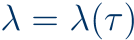 λ = λ(τ)